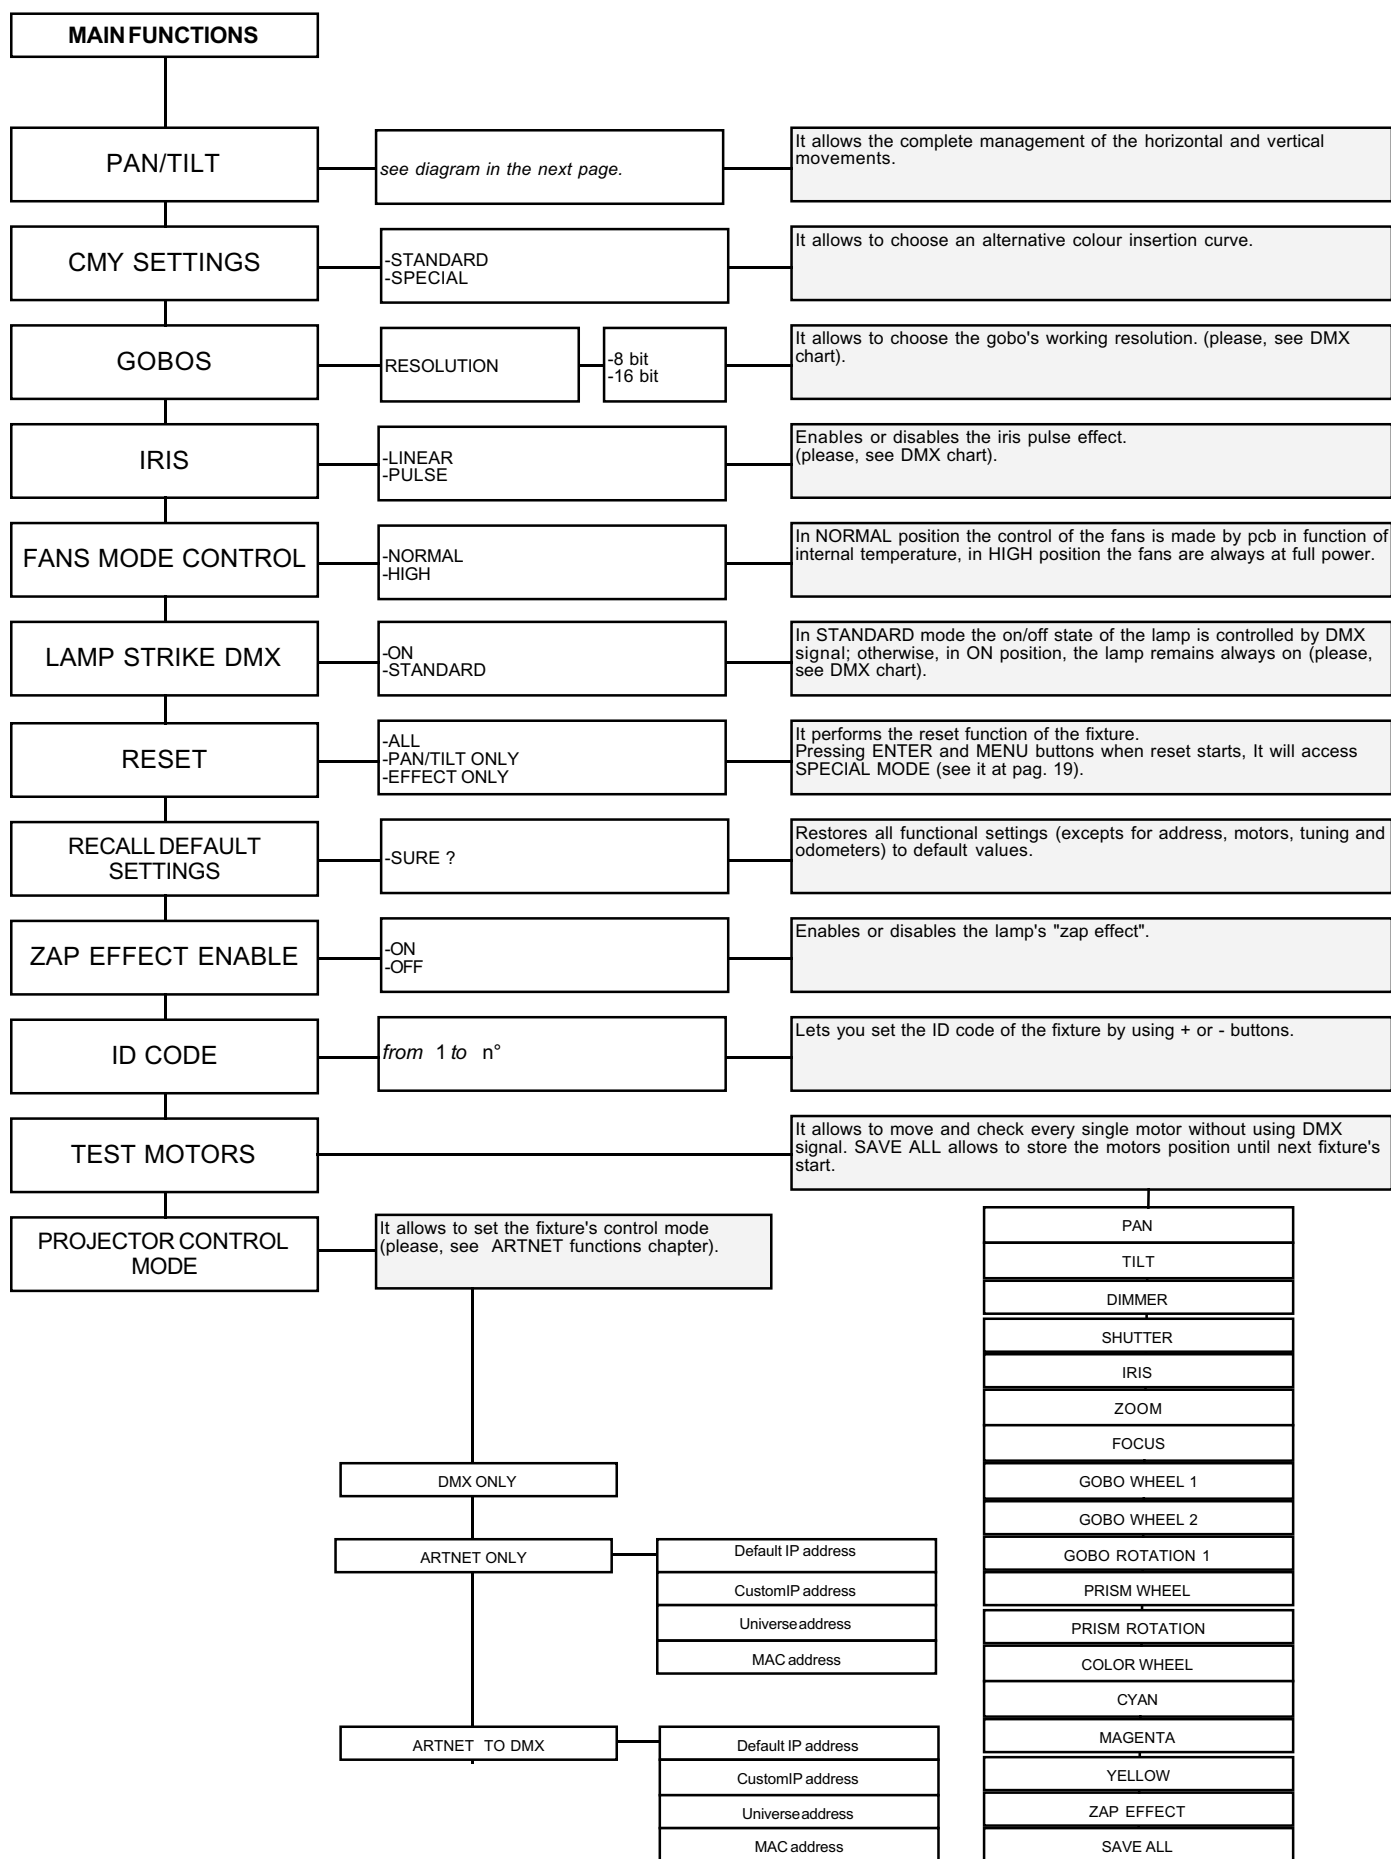 MAIN FUNCTIONS
PAN/TILT
see diagram in the next page.
It allows the complete management of the horizontal and vertical
movements.
CMY SETTINGS
-STANDARD
-SPECIAL
It allows to choose an alternative colour insertion curve.
GOBOS
RESOLUTION
-8 bit
-16 bit
It allows to choose the gobo's working resolution. (please, see DMX
chart).
IRIS
-LINEAR
-PULSE
Enables or disables the iris pulse effect.
(please, see DMX chart).
FANS MODE CONTROL
-NORMAL
-HIGH
In NORMAL position the control of the fans is made by pcb in function of
internal temperature, in HIGH position the fans are always at full power.
LAMP STRIKE DMX
-ON
-STANDARD
In STANDARD mode the on/off state of the lamp is controlled by DMX
signal; otherwise, in ON position, the lamp remains always on (please,
see DMX chart).
RESET
-ALL
-PAN/TILT ONLY
-EFFECT ONLY
It performs the reset function of the fixture.
Pressing ENTER and MENU buttons when reset starts, It will access
SPECIAL MODE (see it at pag. 19).
RECALL DEFAULT
SETTINGS
-SURE ?
Restores all functional settings (excepts for address, motors, tuning and
odometers) to default values.
ZAP EFFECT ENABLE
-ON
-OFF
Enables or disables the lamp's "zap effect".
ID CODE
from 1 to n°
Lets you set the ID code of the fixture by using + or - buttons.
TEST MOTORS
It allows to move and check every single motor without using DMX
signal. SAVE ALL allows to store the motors position until next fixture's
start.
PROJECTOR CONTROL
MODE
It allows to set the fixture's control mode
(please, see ARTNET functions chapter).
DMX ONLY
ARTNET ONLY
Default IP address
CustomIP address
Universe address
MAC address
ARTNET TO DMX
Default IP address
CustomIP address
Universe address
MAC address
PAN
TILT
DIMMER
SHUTTER
IRIS
ZOOM
FOCUS
GOBO WHEEL 1
GOBO WHEEL 2
GOBO ROTATION 1
PRISM WHEEL
PRISM ROTATION
COLOR WHEEL
CYAN
MAGENTA
YELLOW
ZAP EFFECT
SAVE ALL